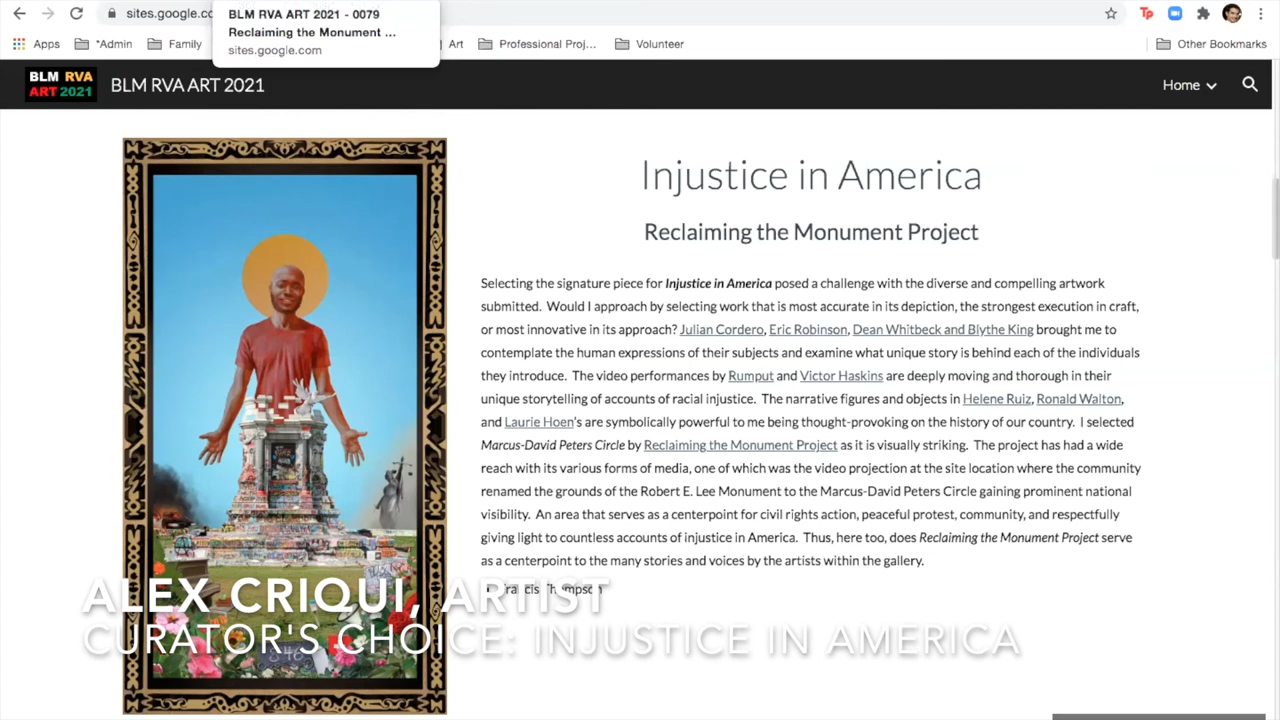 sites.google.co
BLM RVA ART 2021 - 0079
Reclaiming the Monument ...
sites.google.com
Apps
*Admin
Family
Art
Professional Proj...
Volunteer
Other Bookmarks
BLM RVA
ART 2021
BLM RVA ART 2021
Home
Injustice in America
Reclaiming the Monument Project
Selecting the signature piece for Injustice in America posed a challenge with the diverse and compelling artwork
submitted. Would I approach by selecting work that is most accurate in its depiction, the strongest execution in craft,
or most innovative in its approach? Julian Cordero, Eric Robinson, Dean Whitbeck and Blythe King brought me to
contemplate the human expressions of their subjects and examine what unique story is behind each of the individuals
they introduce. The video performances by Rumput and Victor Haskins are deeply moving and thorough in their
unique storytelling of accounts of racial injustice. The narrative figures and objects in Helene Ruiz, Ronald Walton,
and Laurie Hoen's are symbolically powerful to me being thought-provoking on the history of our country. I selected
Marcus-David Peters Circle by Reclaiming the Monument Project as it is visually striking. The project has had a wide
reach with its various forms of media, one of which was the video projection at the site location where the community
renamed the grounds of the Robert E. Lee Monument to the Marcus-David Peters Circle gaining prominent national
visibility. An area that serves as a centerpoint for civil rights action, peaceful protest, community, and respectfully
giving light to countless accounts of injustice in America. Thus, here too, does Reclaiming the Monument Project serve
as a centerpoint to the many stories and voices by the artists within the gallery.
Francis Thompson
ALEX CRIQUI, ARTIST
CURATOR'S CHOICE: INJUSTICE IN AMERICA